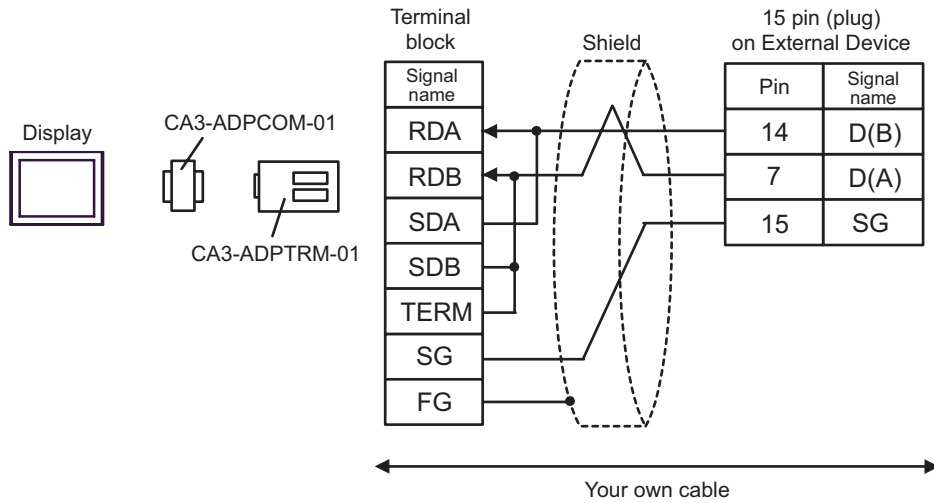 Display
CA3-ADPCOM-01
CA3-ADPTRM-01
Terminal
block
Signal
name
RDA
RDB
SDA
SDB
TERM
SG
FG
Shield
15 pin (plug)
on External Device
Pin Signal
name
14 D(B)
7 D(A)
15 SG
Your own cable